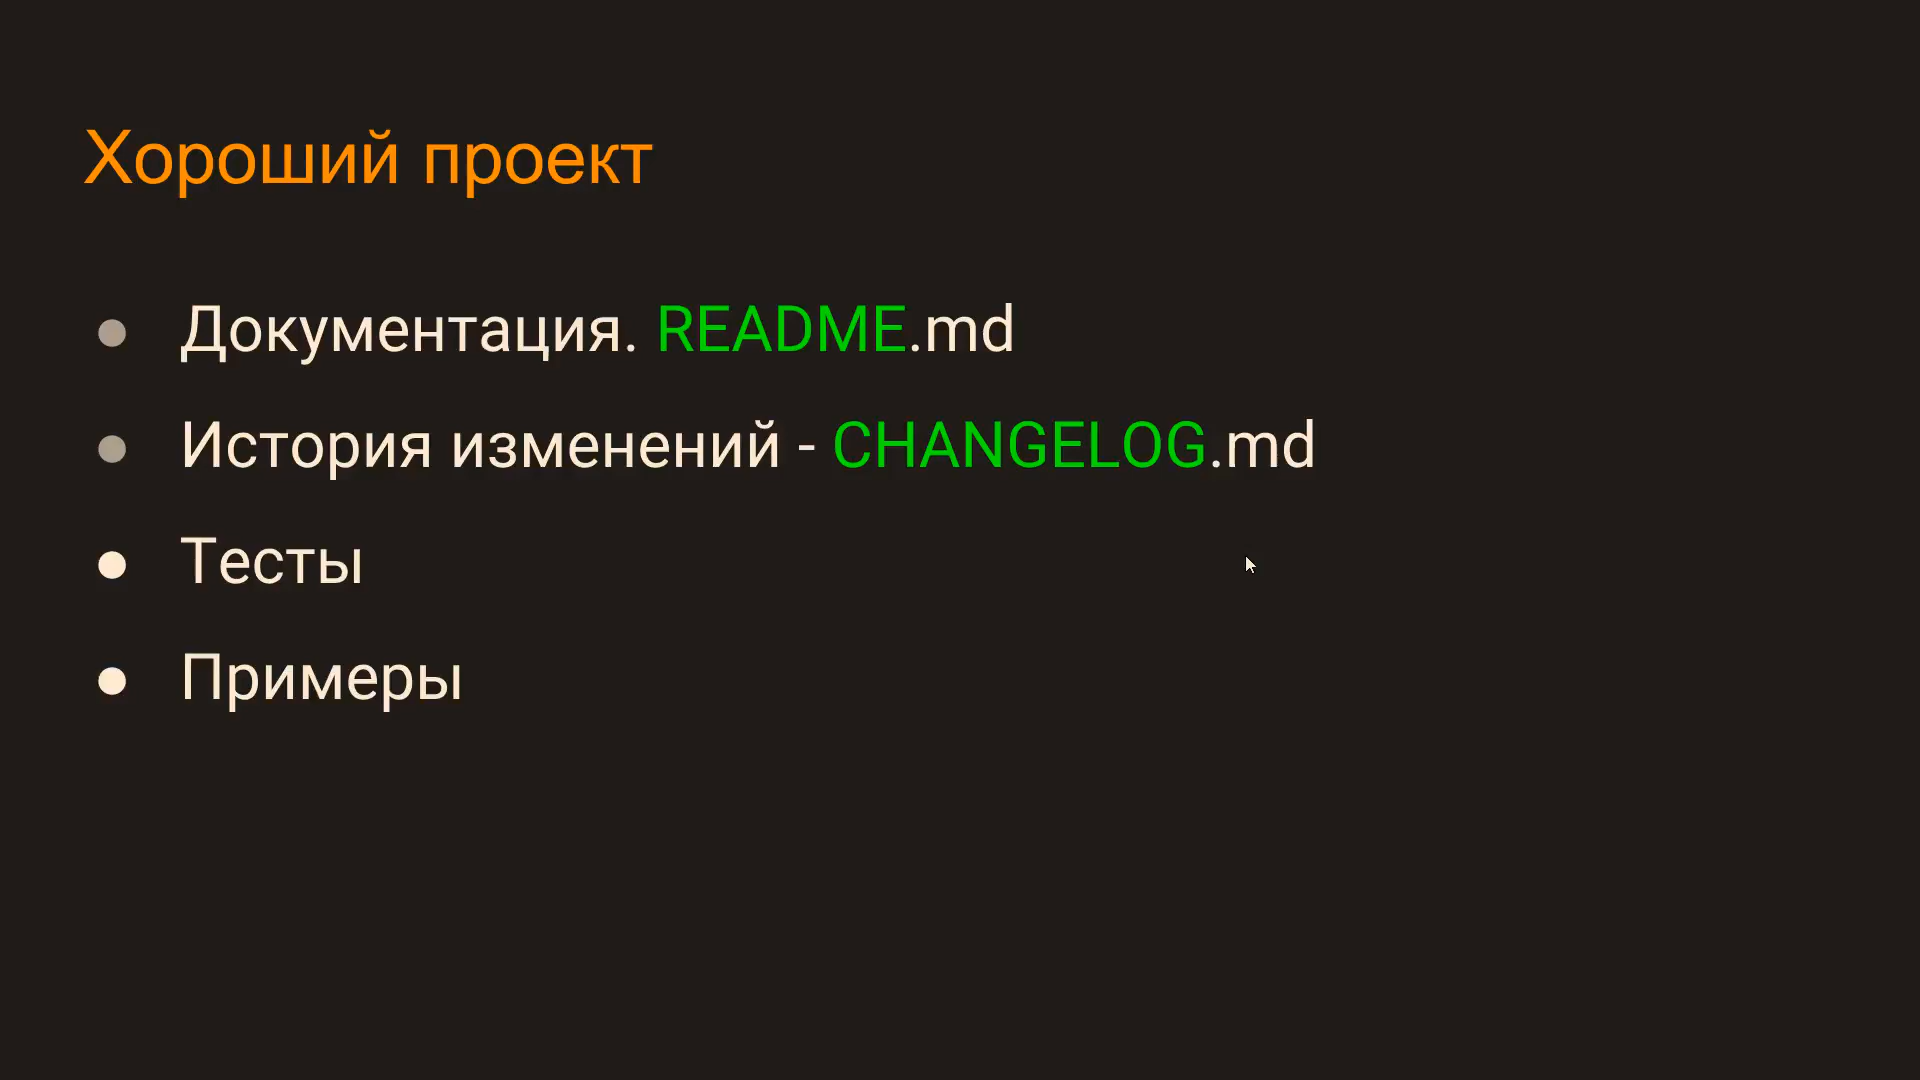 Хороший проект
Документация. README.md
История изменений - CHANGELOG.md
Тесты
Примеры